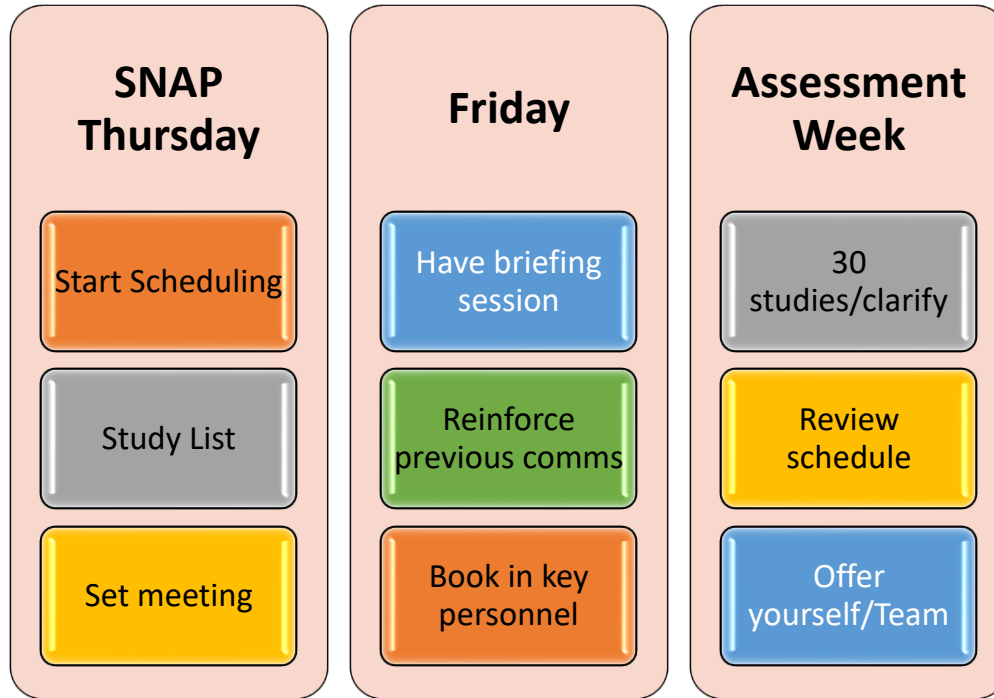 SNAP
Thursday
Start Scheduling
Study List
Set meeting
Friday
Have briefing
session
Reinforce
previous comms
Book in key
personnel
Assessment
Week
30
studies/clarify
Review
schedule
Offer
yourself/Team